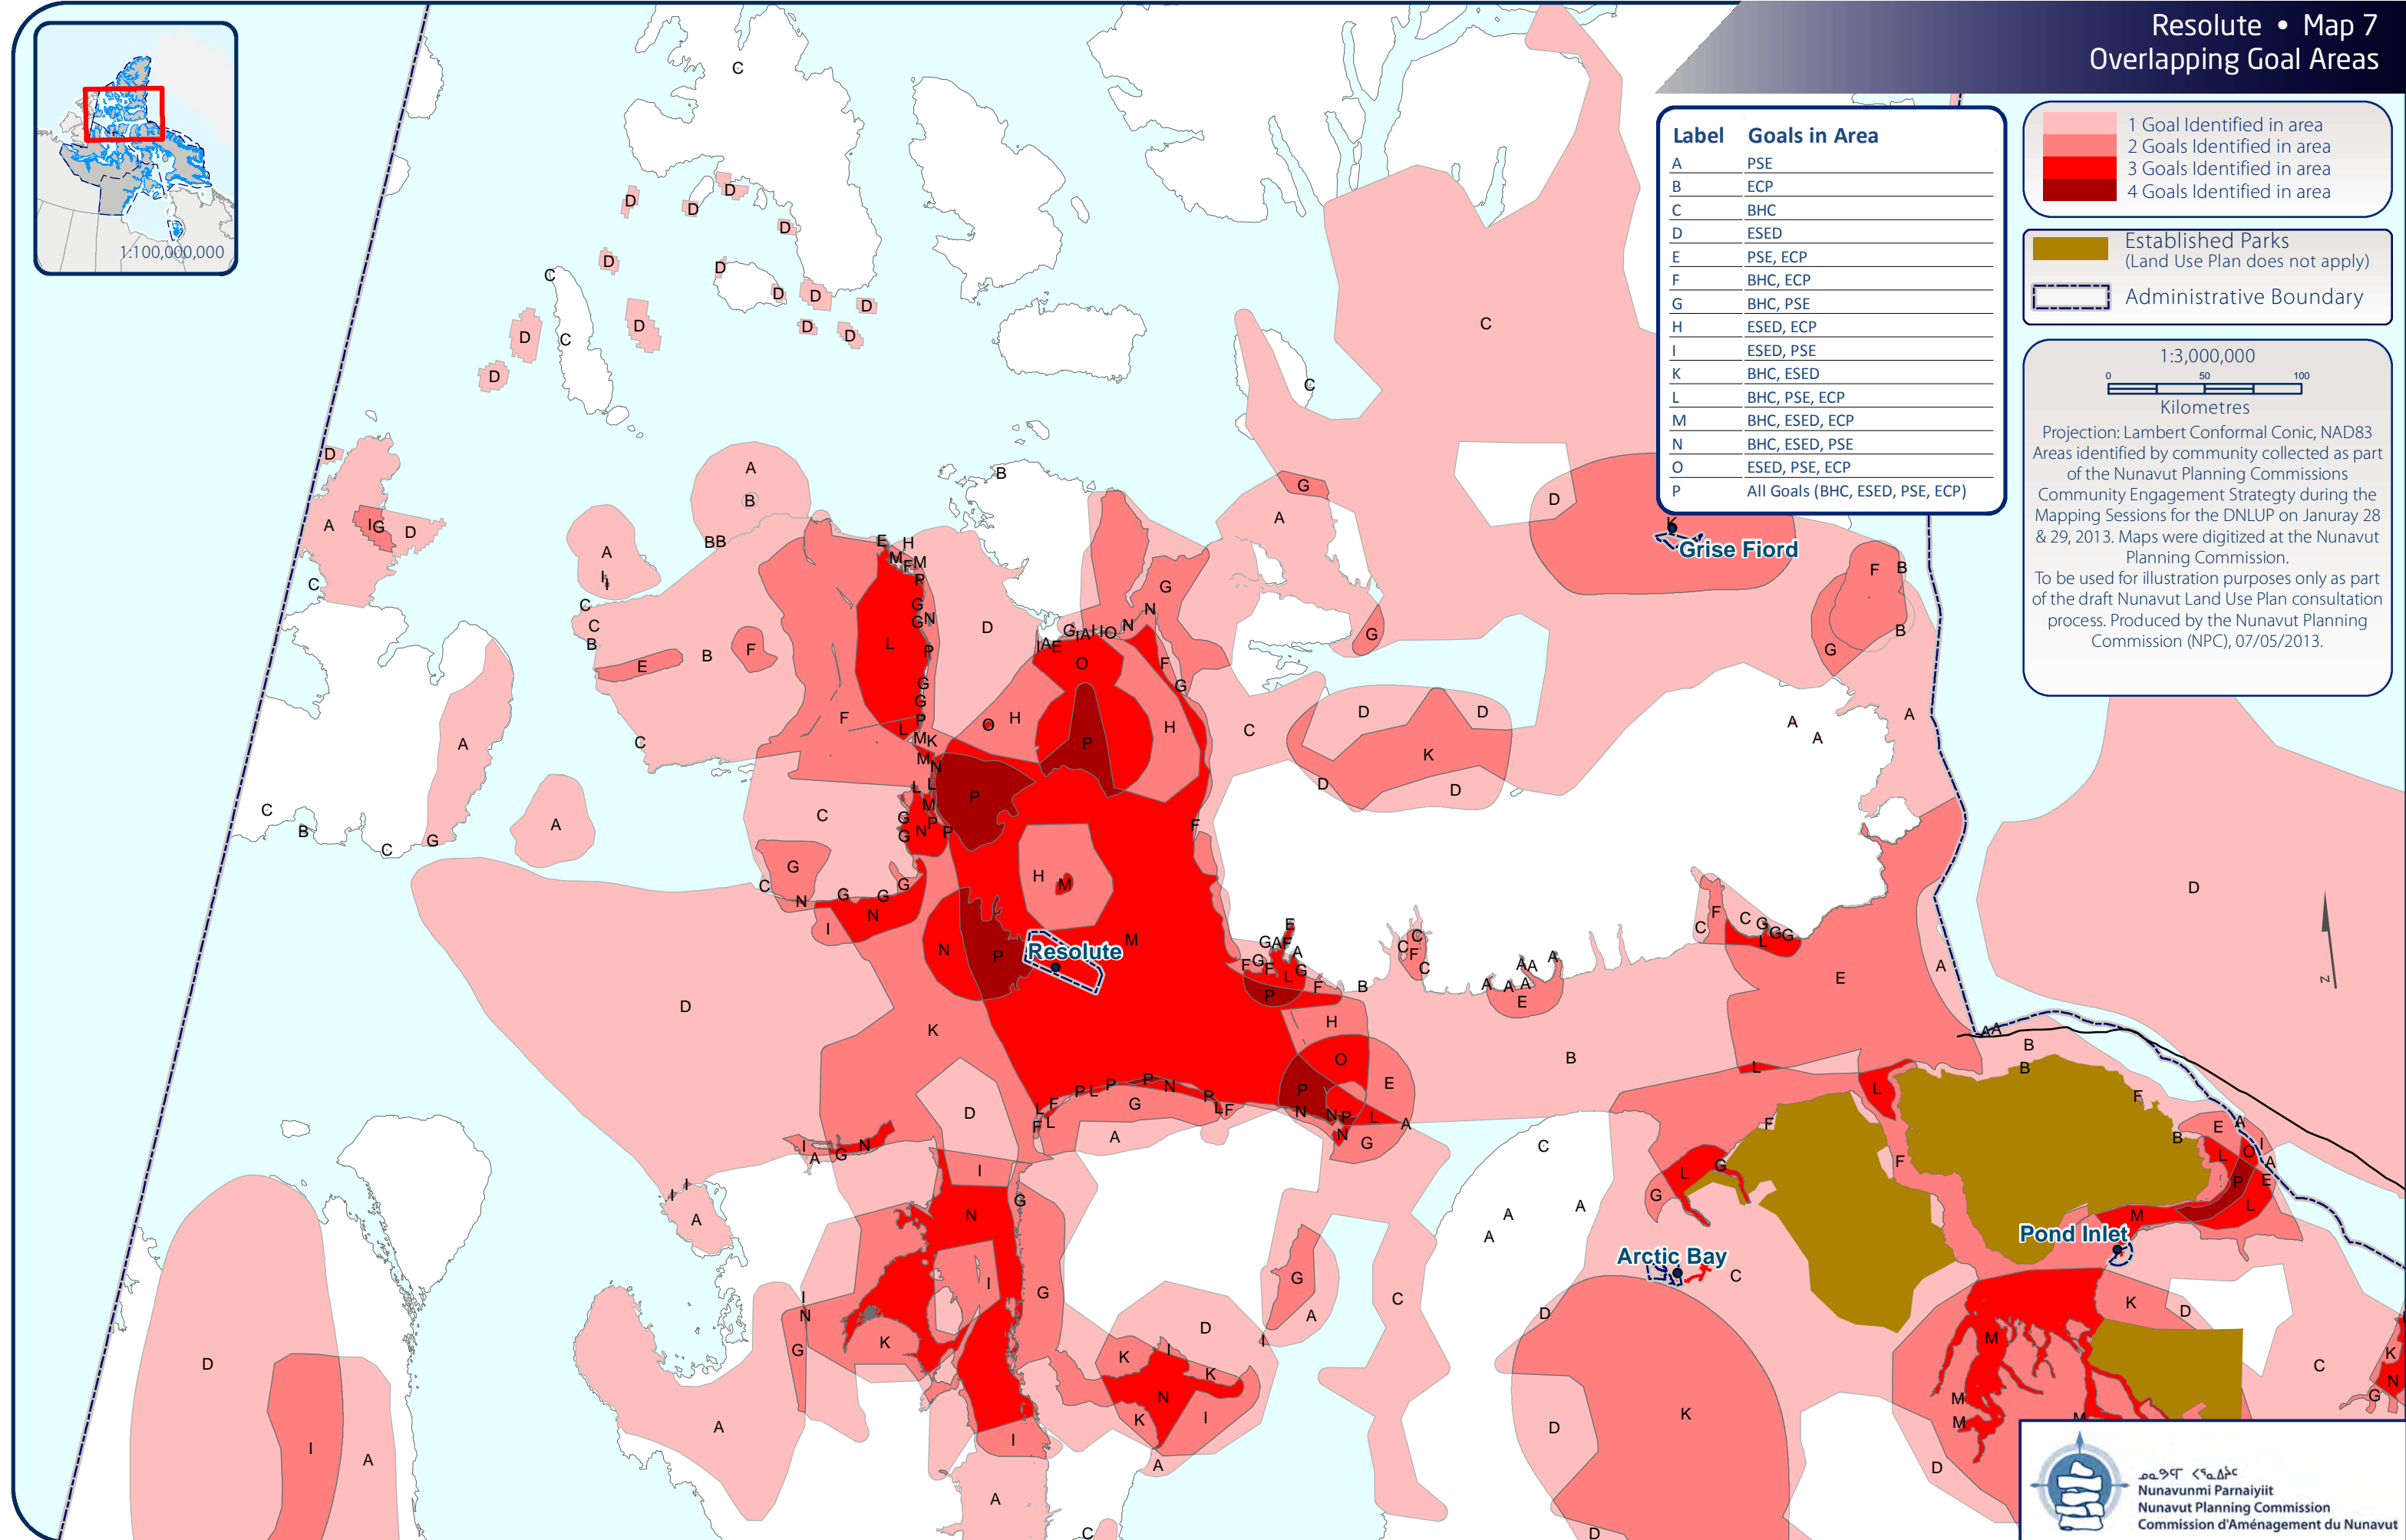 Resolute • Map 7
Overlapping Goal Areas
1:100,000,000
Label Goals in Area
A PSE
B ECP
C BHC
D ESED
E PSE, ECP
F BHC, ECP
G BHC, PSE
H ESED, ECP
I ESED, PSE
K BHC, ESED
L BHC, PSE, ECP
M BHC, ESED, ECP
N BHC, ESED, PSE
O ESED, PSE, ECP
P All Goals (BHC, ESED, PSE, ECP)
1 Goal Identified in area
2 Goals Identified in area
3 Goals Identified in area
4 Goals Identified in area
Established Parks
(Land Use Plan does not apply)
Administrative Boundary
1:3,000,000
0 50 100
Kilometres
Projection: Lambert Conformal Conic, NAD83
Areas identified by community collected as part
of the Nunavut Planning Commissions
Community Engagement Strategty during the
Mapping Sessions for the DNLUP on Januray 28
& 29, 2013. Maps were digitized at the Nunavut
Planning Commission.
To be used for illustration purposes only as part
of the draft Nunavut Land Use Plan consultation
process. Produced by the Nunavut Planning
Commission (NPC), 07/05/2013.
Grise Fiord
Resolute
Arctic Bay
Pond Inlet
N
Nunavunmi Parnaiyiit
Nunavut Planning Commission
Commission d'Aménagement du Nunavut